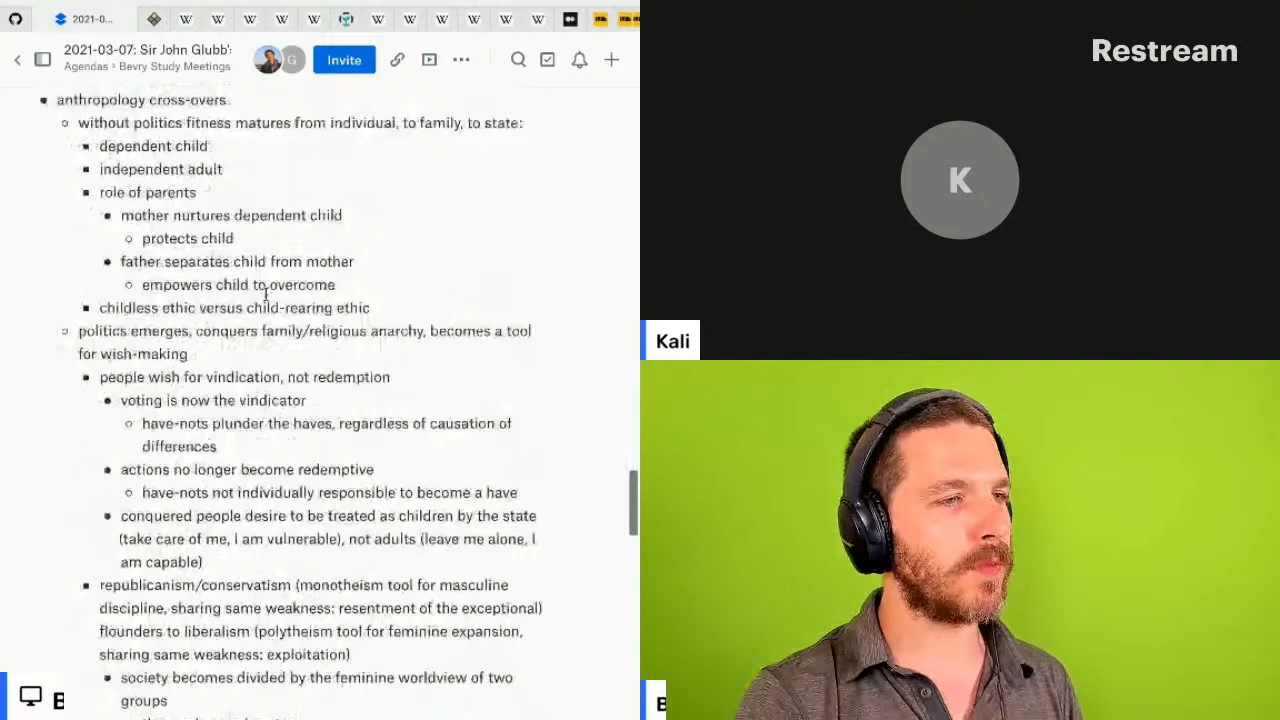 2021-0...
2021-03-07: Sir John Glubb':
Agendas > Bevry Study Meetings
G
Invite
anthropology cross-overs
without politics fitness matures from individual, to family, to state:
dependent child
independent adult
role of parents
mother nurtures dependent child
protects child
father separates child from mother
empowers child to overcome
childless ethic versus child-rearing ethic
politics emerges, conquers family/religious anarchy, becomes a tool
for wish-making
people wish for vindication, not redemption
voting is now the vindicator
have-nots plunder the haves, regardless of causation of
differences
actions no longer become redemptive
have-nots not individually responsible to become a have
conquered people desire to be treated as children by the state
(take care of me, I am vulnerable), not adults (leave me alone, I
am capable)
republicanism/conservatism (monotheism tool for masculine
discipline, sharing same weakness: resentment of the exceptional)
flounders to liberalism (polytheism tool for feminine expansion,
sharing same weakness: exploitation)
society becomes divided by the feminine worldview of two
groups
B
Restream
K
Kali
B